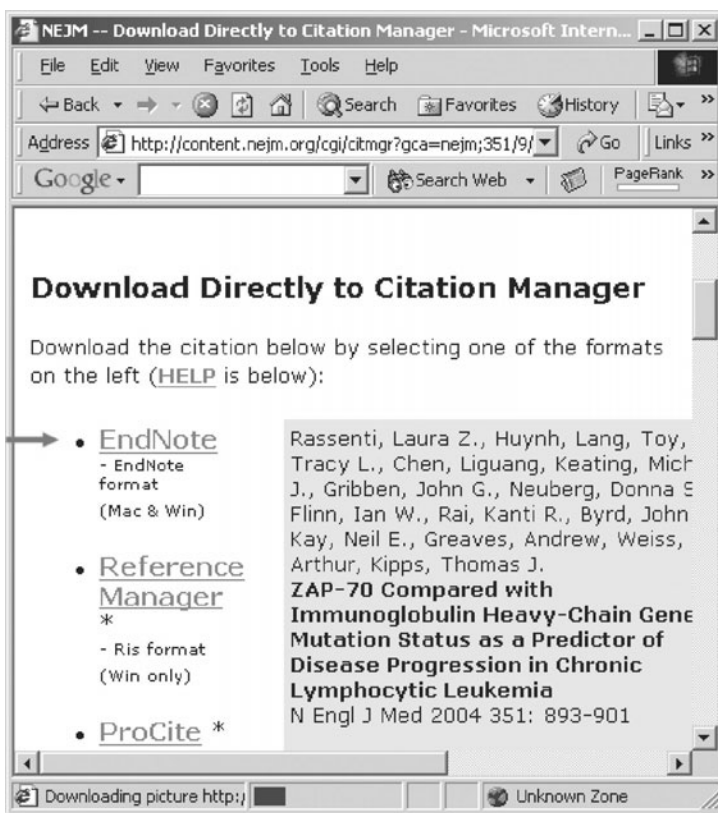 NEJM -- Download Directly to Citation Manager - Microsoft Intern...
File Edit View Favorites Tools Help
Back Search Favorites History
Address http://content.nejm.org/cgi/citmgr?gca=nejm;351/9/ Go Links
Google Search Web PageRank
Download Directly to Citation Manager
Download the citation below by selecting one of the formats
on the left (HELP is below):
• EndNote
- EndNote
format
(Mac & Win)
• Reference
Manager
*
- Ris format
(Win only)
• ProCite *
Rassenti, Laura Z., Huynh, Lang, Toy,
Tracy L., Chen, Liguang, Keating, Mich
J., Gribben, John G., Neuberg, Donna S
Flinn, Ian W., Rai, Kanti R., Byrd, John
Kay, Neil E., Greaves, Andrew, Weiss,
Arthur, Kipps, Thomas J.
ZAP-70 Compared with
Immunoglobulin Heavy-Chain Gene
Mutation Status as a Predictor of
Disease Progression in Chronic
Lymphocytic Leukemia
N Engl J Med 2004 351: 893-901
Downloading picture http:/ Unknown Zone